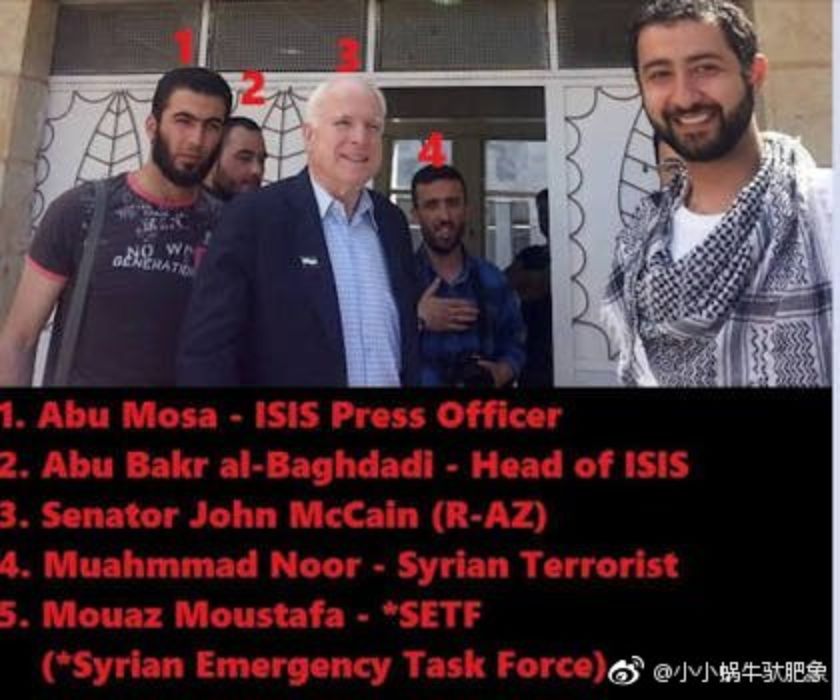 1
2
3
4
NO WA
GENERATION
1. Abu Mosa - ISIS Press Officer
2. Abu Bakr al-Baghdadi - Head of ISIS
3. Senator John McCain (R-AZ)
4. Muahmmad Noor - Syrian Terrorist
5. Mouaz Moustafa - *SETF
(*Syrian Emergency Task Force)
@小小蜗牛驮肥象